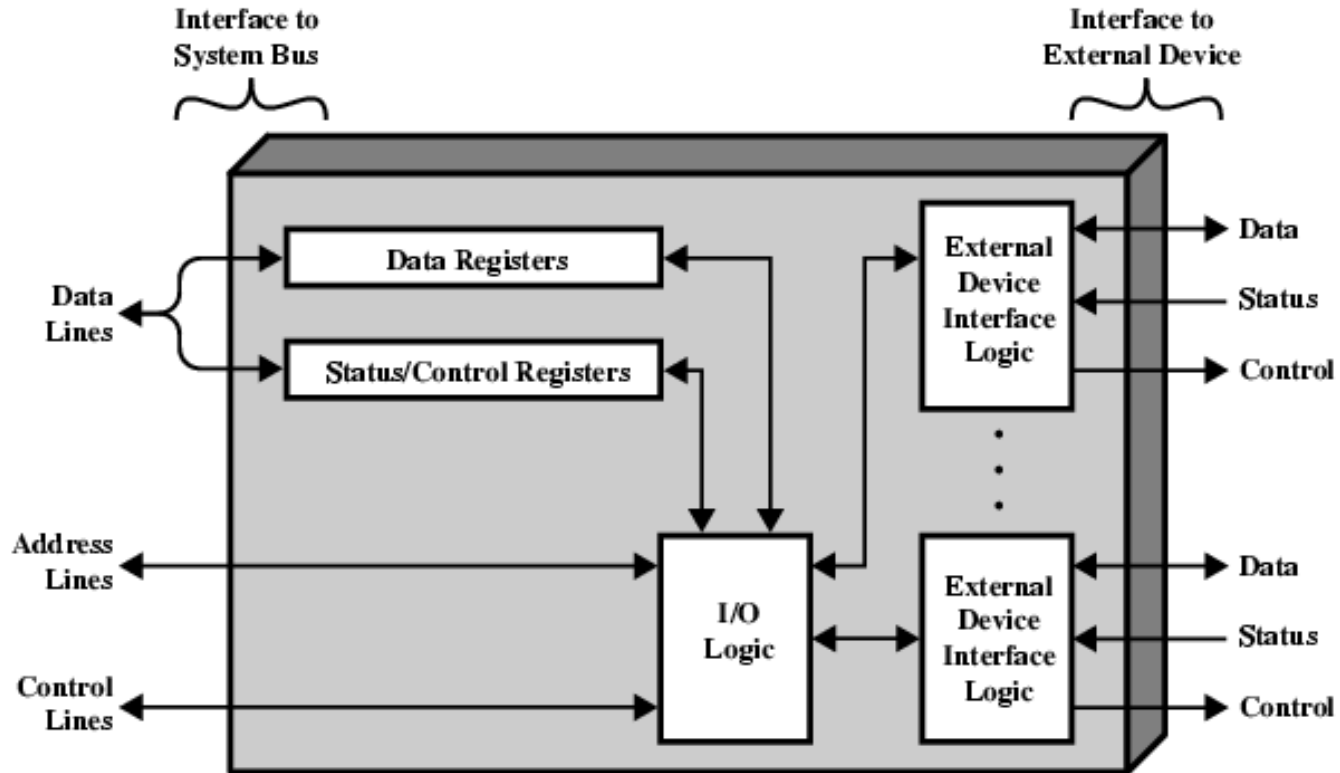 Interface to
System Bus
Interface to
External Device
Data Registers
Status/Control Registers
Data
Lines
Address
Lines
Control
Lines
I/O
Logic
External
Device
Interface
Logic
Data
Status
Control
External
Device
Interface
Logic
Data
Status
Control